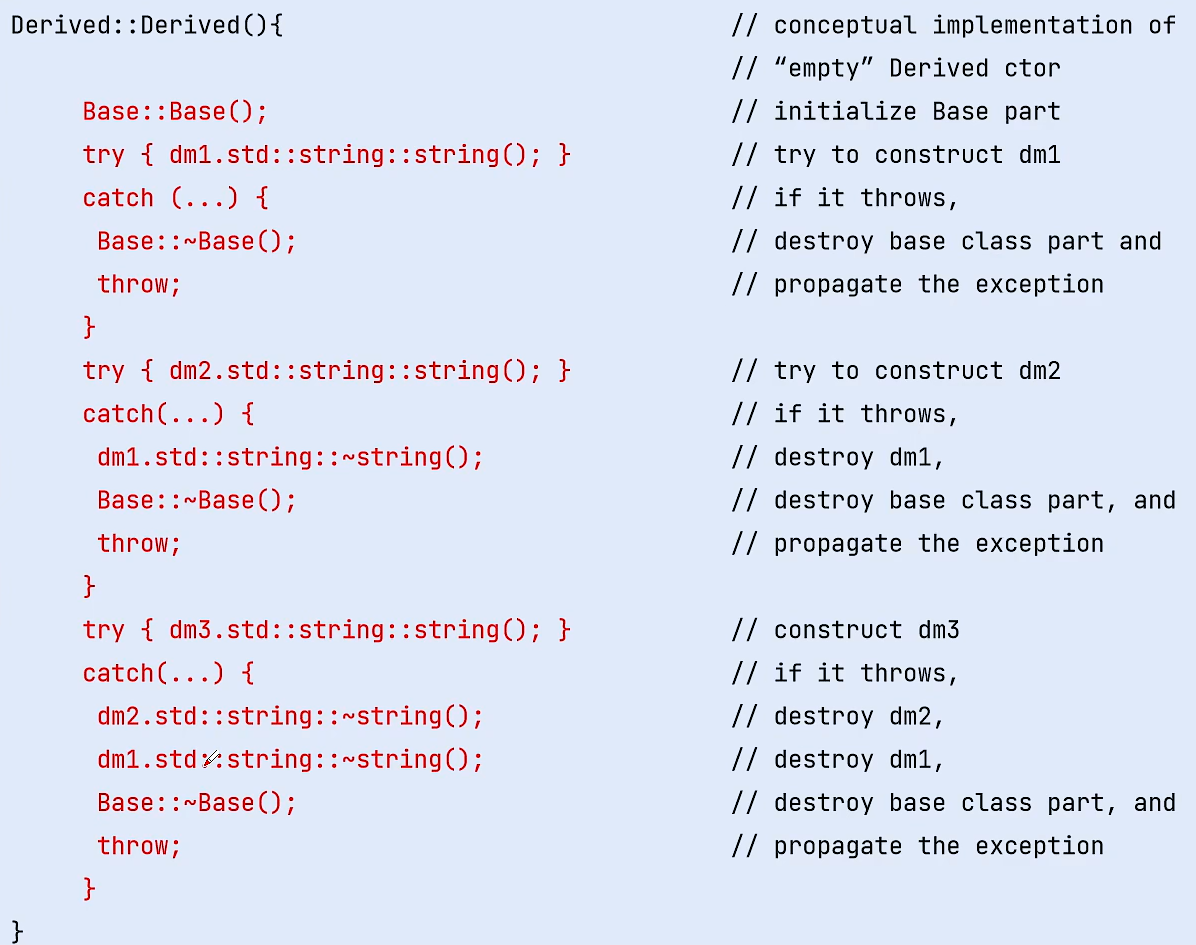 Derived::Derived(){ // conceptual implementation of
// “empty” Derived ctor
Base::Base(); // initialize Base part
try { dm1.std::string::string(); } // try to construct dm1
catch (...) { // if it throws,
Base::~Base(); // destroy base class part and
throw; // propagate the exception
}
try { dm2.std::string::string(); } // try to construct dm2
catch(...) { // if it throws,
dm1.std::string::~string(); // destroy dm1,
Base::~Base(); // destroy base class part, and
throw; // propagate the exception
}
try { dm3.std::string::string(); } // construct dm3
catch(...) { // if it throws,
dm2.std::string::~string(); // destroy dm2,
dm1.std::string::~string(); // destroy dm1,
Base::~Base(); // destroy base class part, and
throw; // propagate the exception
}
}